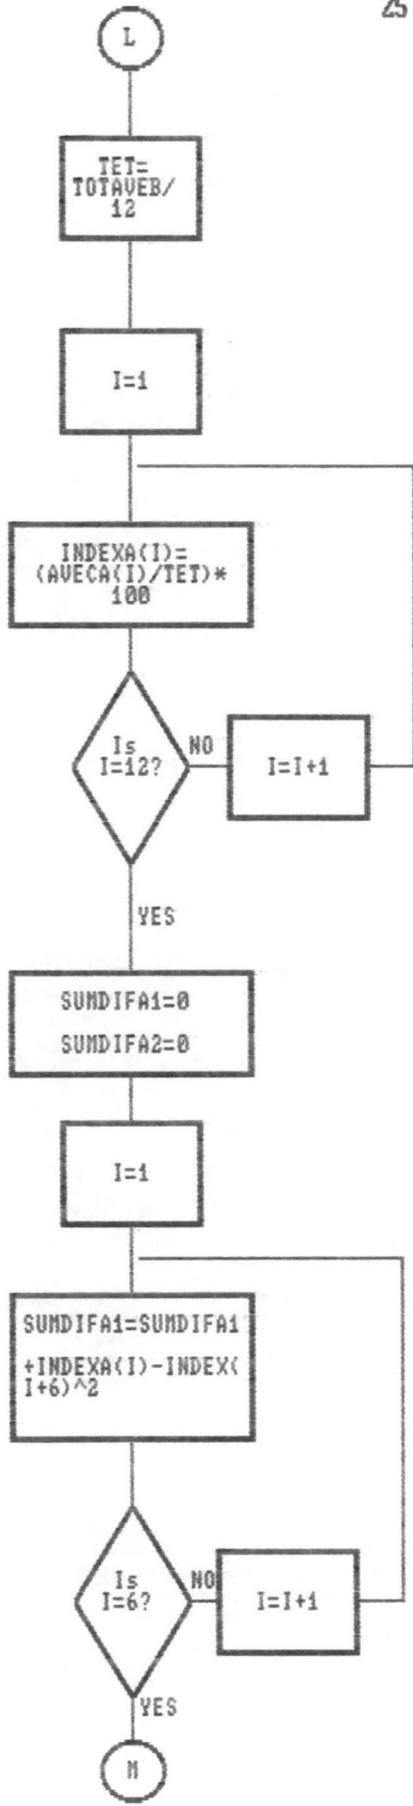 25
L
TET=
TOTAVEB/
12
I=1
INDEXA(I)=
(AVECA(I)/TET)*
100
Is
I=12?
NO
I=I+1
YES
SUMDIFA1=0
SUMDIFA2=0
I=1
SUMDIFA1=SUMDIFA1
+INDEXA(I)-INDEX(
I+6)^2
Is
I=6?
NO
I=I+1
YES
M